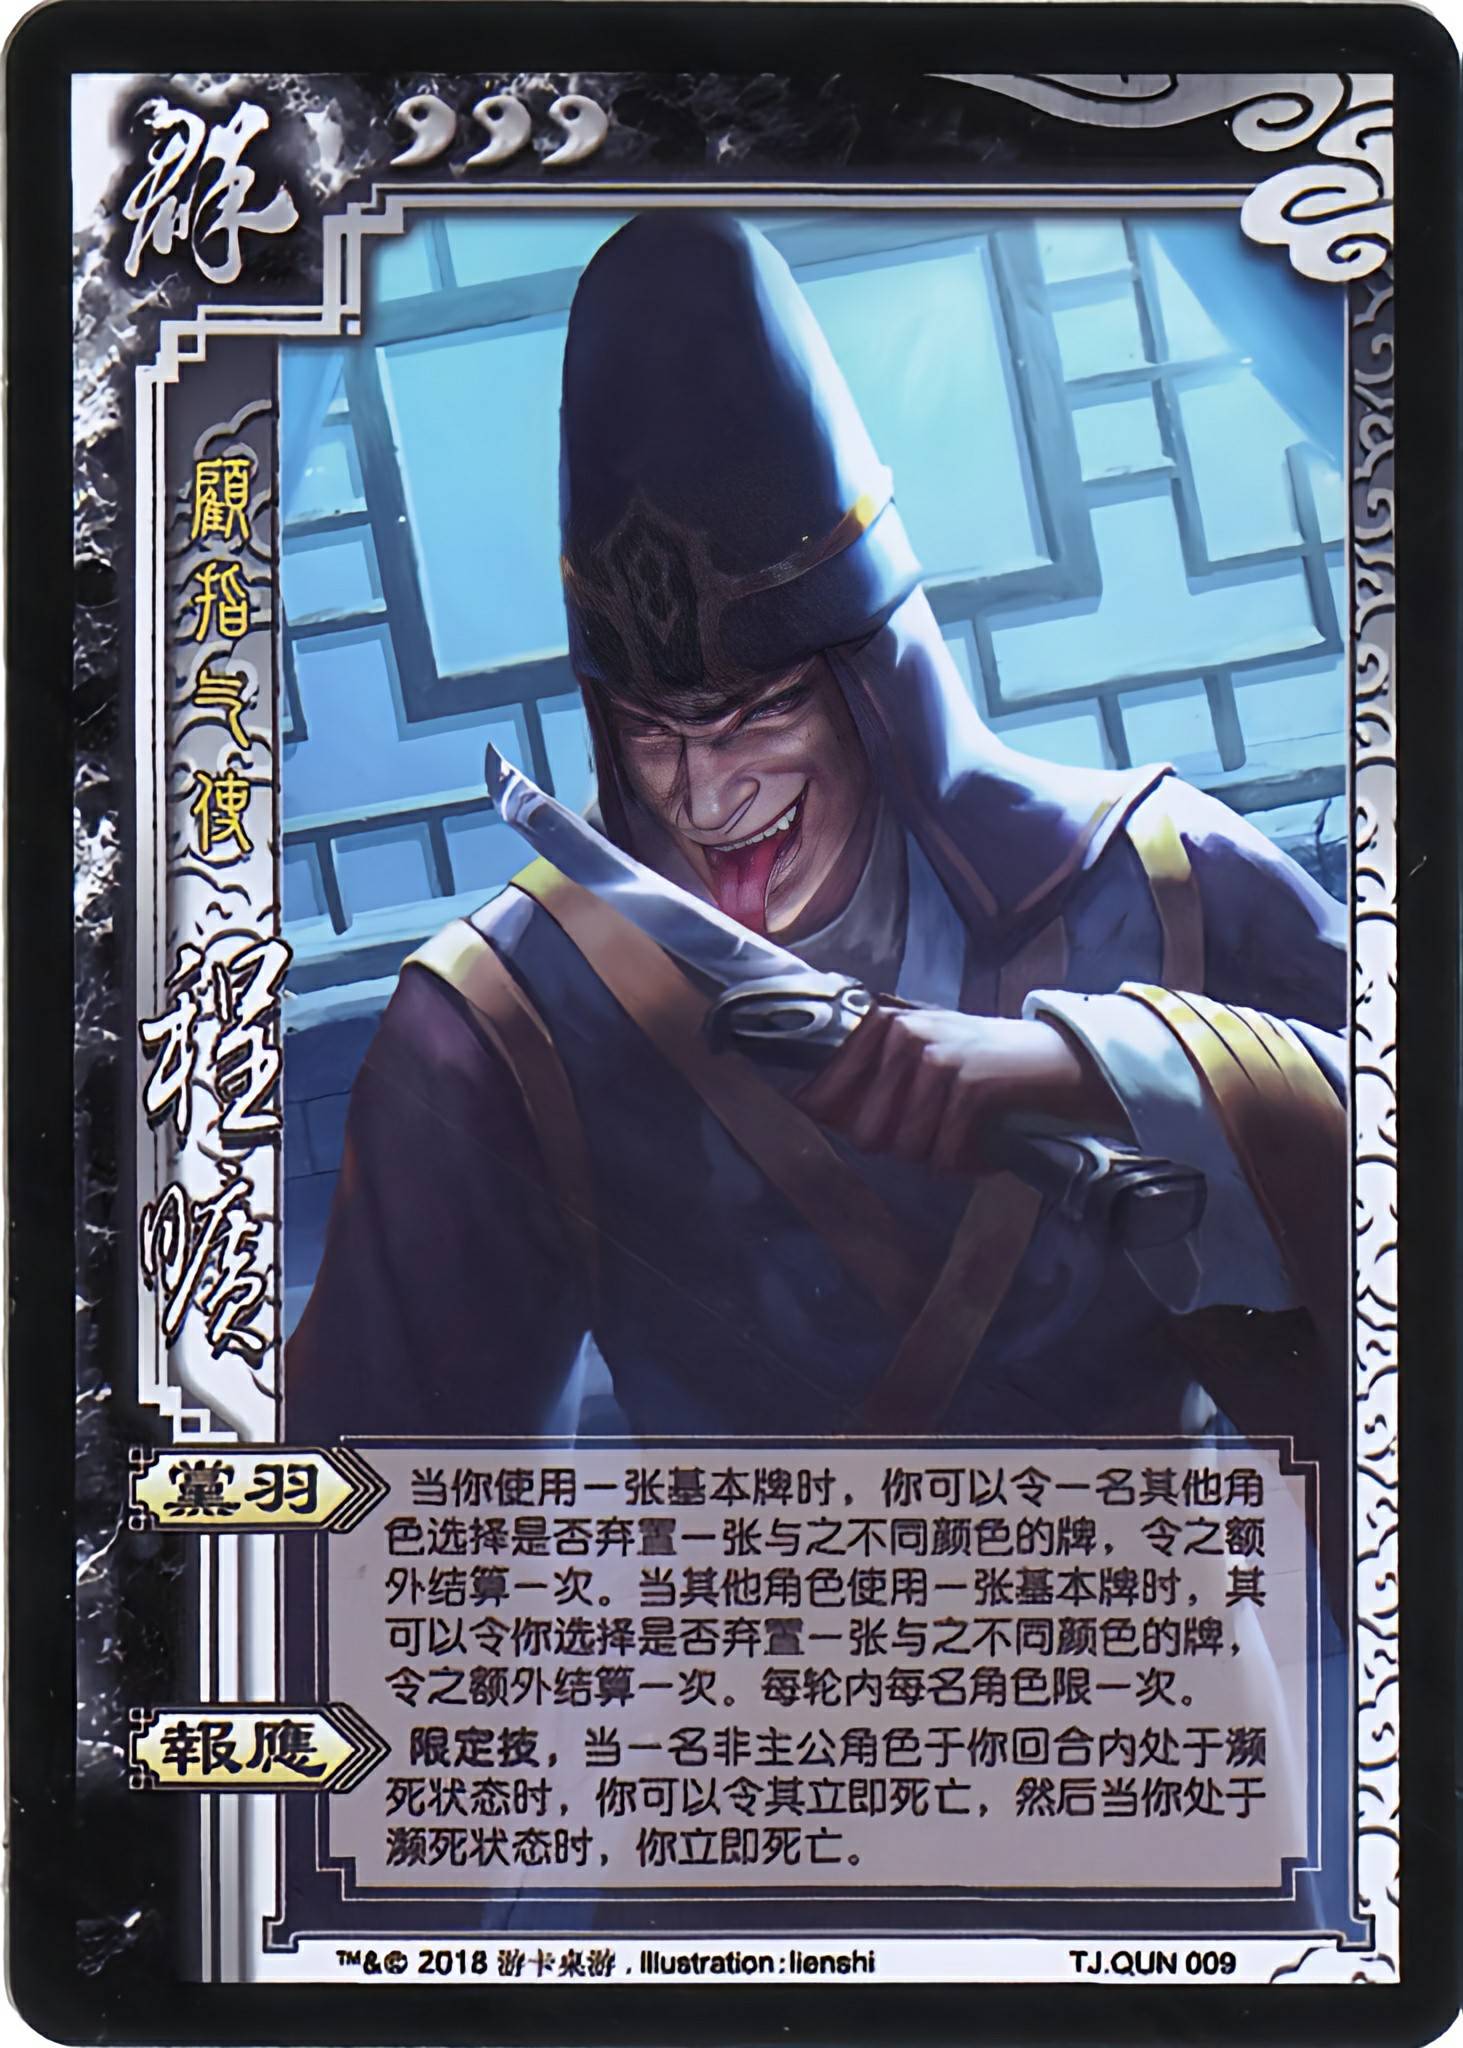 群
顧指气使
程曠
黨羽
当你使用一张基本牌时，你可以令一名其他角
色选择是否弃置一张与之不同颜色的牌，令之额
外结算一次。当其他角色使用一张基本牌时，其
可以令你选择是否弃置一张与之不同颜色的牌，
令之额外结算一次。每轮内每名角色限一次。
報應
限定技，当一名非主公角色于你回合内处于濒
死状态时，你可以令其立即死亡，然后当你处于
濒死状态时，你立即死亡。
™&© 2018 游卡桌游 . Illustration:lienshi
TJ.QUN 009